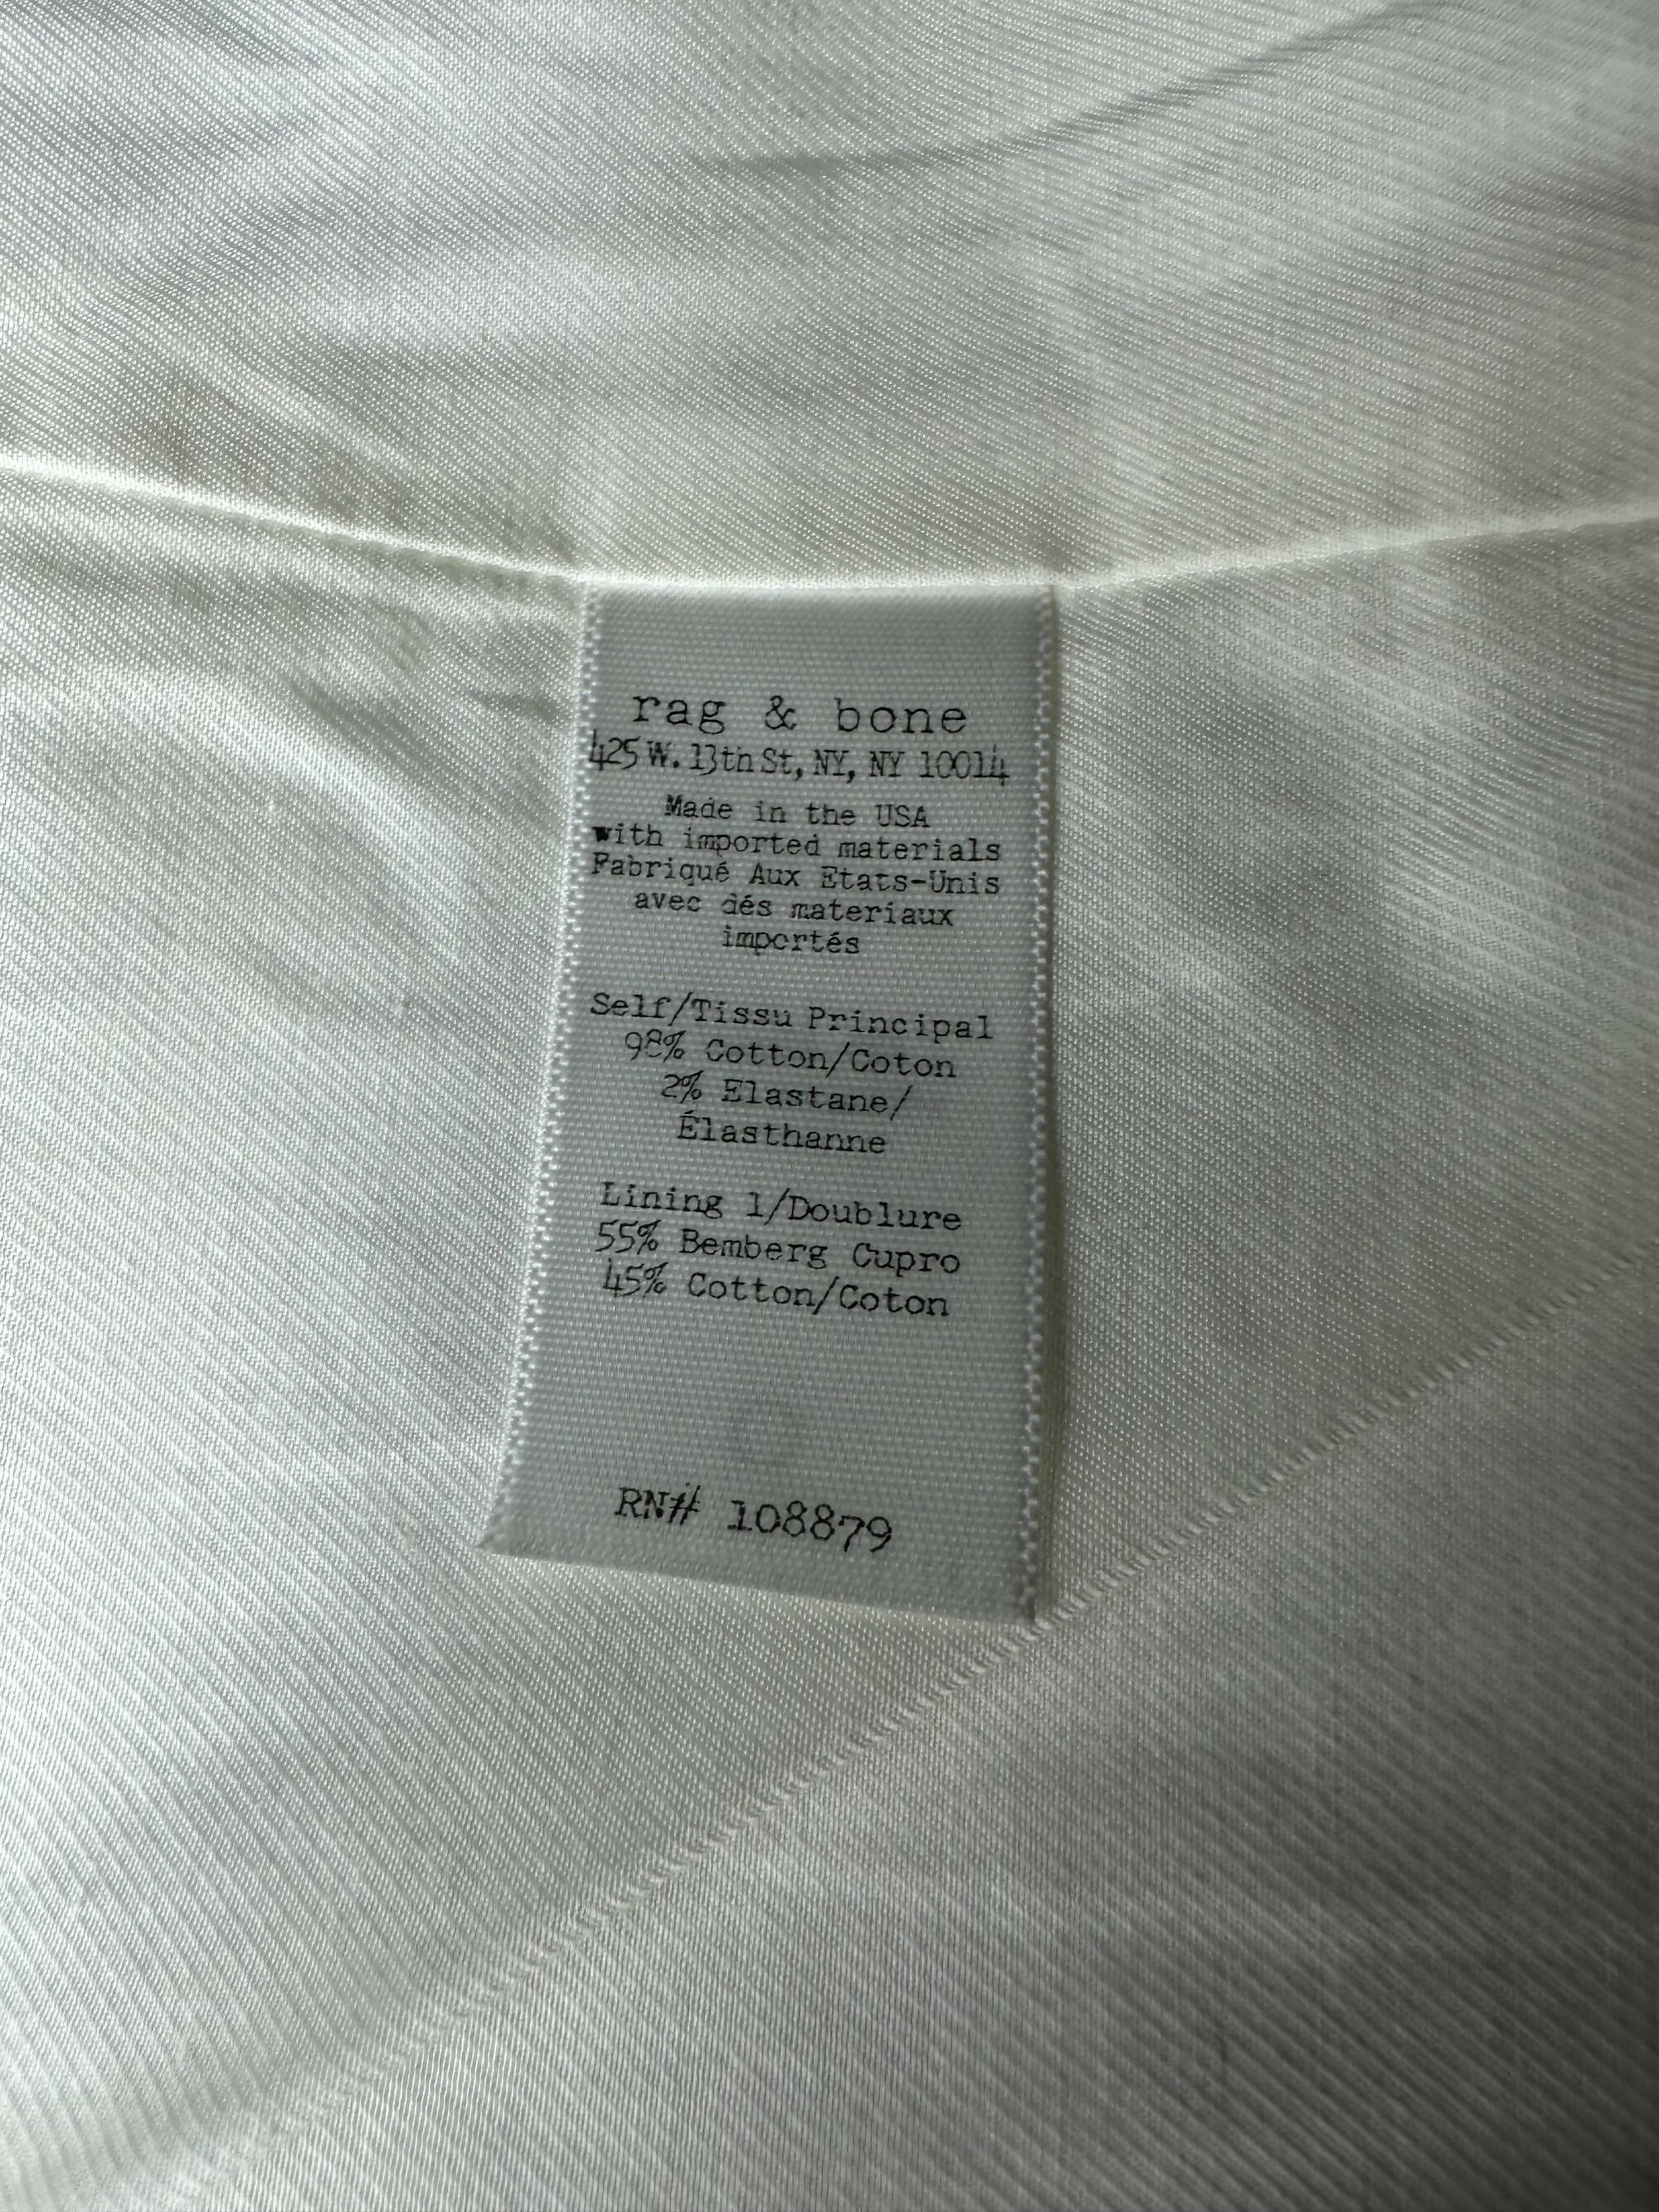 rag & bone
425 W. 13th St, NY, NY 10014
Made in the USA
with imported materials
Fabriqué Aux Etats-Unis
avec dés materiaux
importés
Self/Tissu Principal
98% Cotton/Coton
2% Elastane/
Élasthanne
Lining 1/Doublure
55% Bemberg Cupro
45% Cotton/Coton
RN# 108879